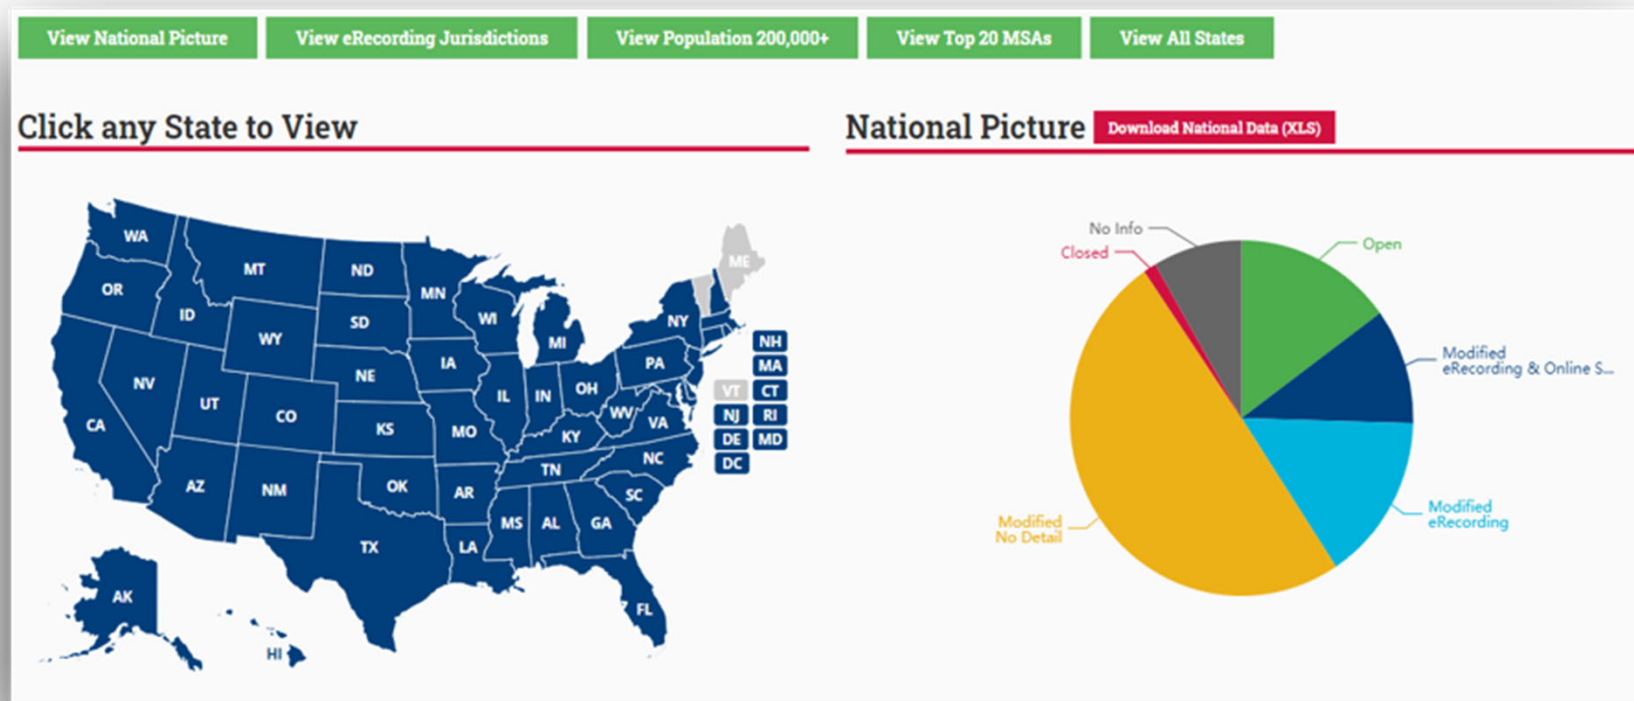 View National Picture
View eRecording Jurisdictions
View Population 200,000+
View Top 20 MSAs
View All States
Click any State to View
National Picture
Download National Data (XLS)
WA
MT
ND
MN
OR
ID
WY
SD
WI
MI
NY
ME
NH
MA
VT
CT
NJ
RI
DE
MD
DC
NV
UT
CO
NE
IA
IL
IN
OH
PA
CA
KS
MO
KY
WV
VA
AZ
NM
OK
AR
TN
NC
SC
TX
LA
MS
AL
GA
FL
AK
HI
No Info
Closed
Open
Modified
eRecording & Online S...
Modified
eRecording
Modified
No Detail